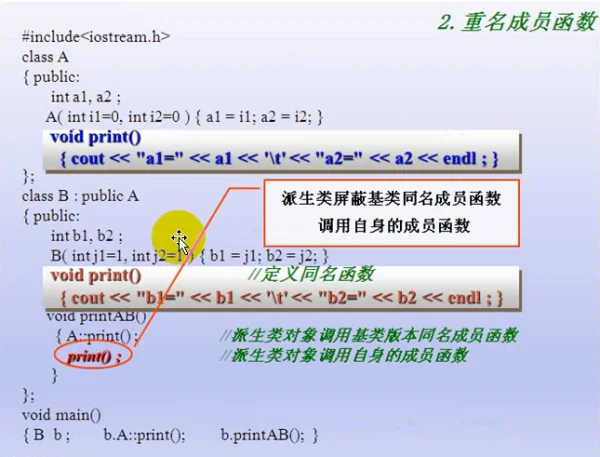 2.重名成员函数
#include<iostream.h>
class A
{ public:
int a1, a2 ;
A( int i1=0, int i2=0 ) { a1 = i1; a2 = i2; }
void print()
{ cout << "a1=" << a1 << '\t' << "a2=" << a2 << endl ; }
};
class B : public A
{ public:
int b1, b2 ;
B( int j1=1, int j2=1 ) { b1 = j1; b2 = j2; }
void print() //定义同名函数
{ cout << "b1=" << b1 << '\t' << "b2=" << b2 << endl ; }
void printAB()
{ A::print() ; //派生类对象调用基类版本同名成员函数
print() ; //派生类对象调用自身的成员函数
}
};
void main()
{ B b ; b.A::print(); b.printAB(); }
派生类屏蔽基类同名成员函数
调用自身的成员函数